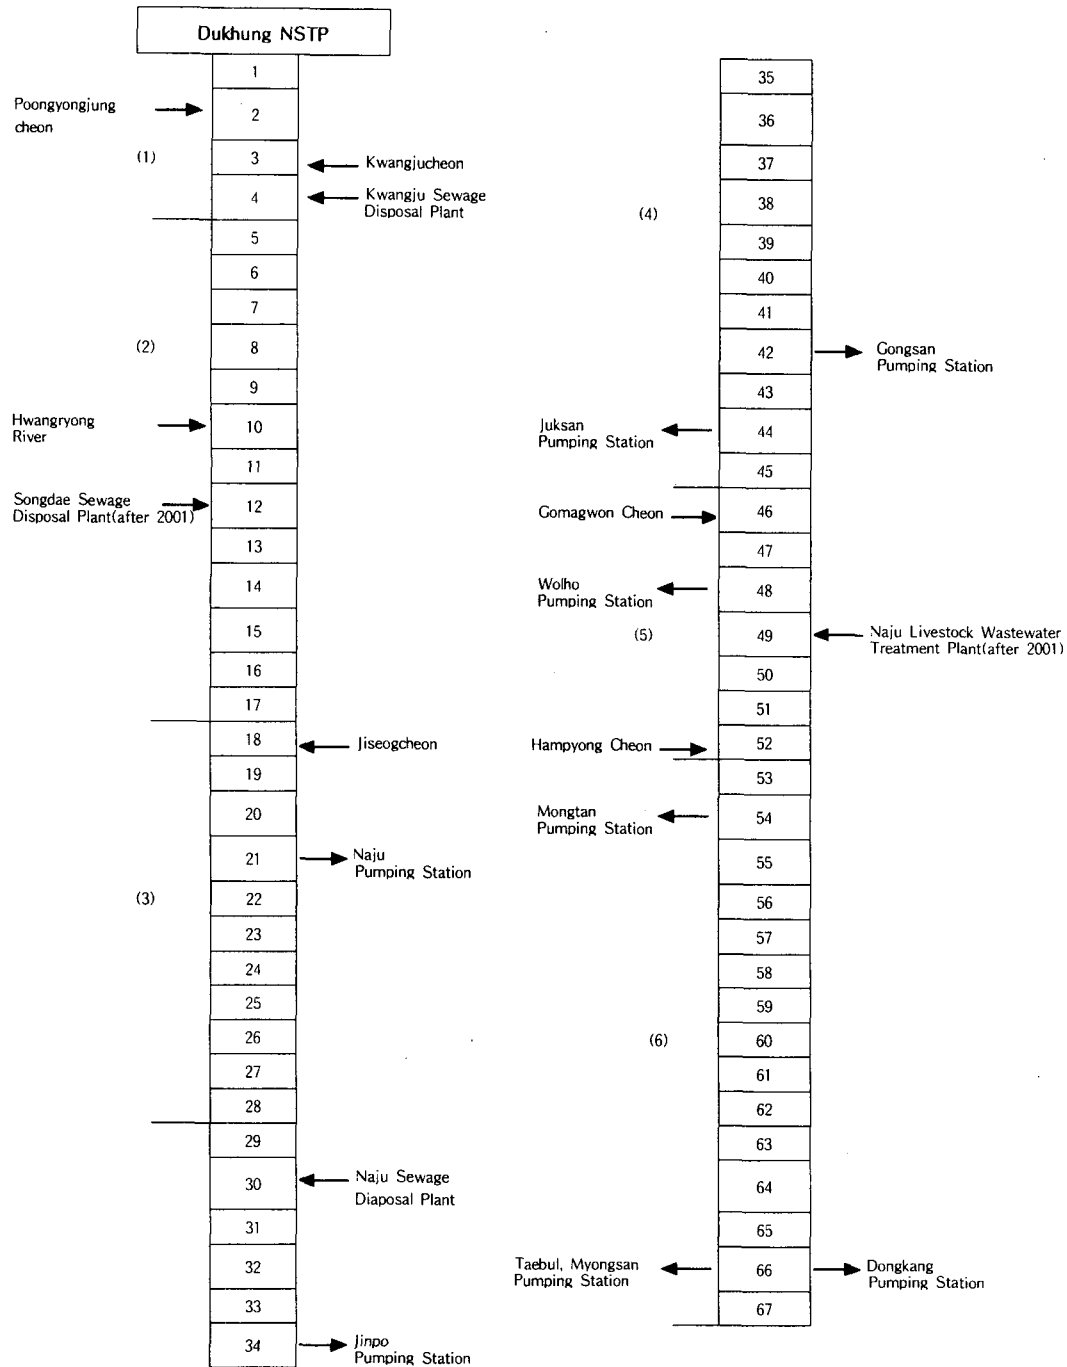 Dukhung NSTP
1
Poongyongjung
cheon
2
(1)
3
Kwangjucheon
4
Kwangju Sewage
Disposal Plant
5
6
7
(2)
8
9
Hwangryong
River
10
11
Songdae Sewage
Disposal Plant(after 2001)
12
13
14
15
16
17
18
Jiseogcheon
19
20
21
Naju
Pumping Station
(3)
22
23
24
25
26
27
28
29
30
Naju Sewage
Diaposal Plant
31
32
33
34
Jinpo
Pumping Station
35
36
37
38
(4)
39
40
41
42
Gongsan
Pumping Station
43
Juksan
Pumping Station
44
45
Gomagwon Cheon
46
47
Wolho
Pumping Station
48
(5)
49
Naju Livestock Wastewater
Treatment Plant(after 2001)
50
51
Hampyong Cheon
52
53
Mongtan
Pumping Station
54
55
56
57
58
59
(6)
60
61
62
63
64
65
Taebul, Myongsan
Pumping Station
66
Dongkang
Pumping Station
67